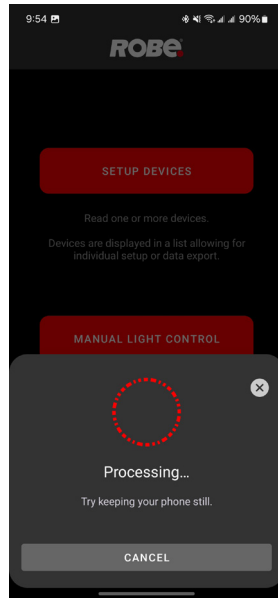 9:54
90%
ROBE
SETUP DEVICES
Read one or more devices.
Devices are displayed in a list allowing for
individual setup or data export.
MANUAL LIGHT CONTROL
Processing...
Try keeping your phone still.
CANCEL